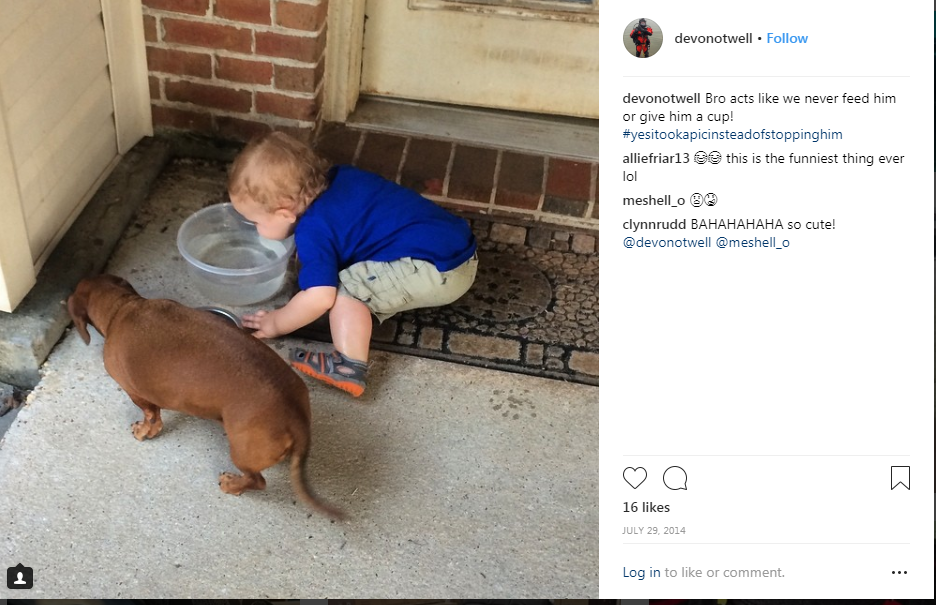 devonotwell • Follow
devonotwell Bro acts like we never feed him
or give him a cup!
#yesitookapicinsteadofstoppinghim
alliefriar13 😂😂 this is the funniest thing ever
lol
meshell_o 😩😭
clynnrudd BAHAHAHAHA so cute!
@devonotwell @meshell_o
16 likes
JULY 29, 2014
Log in to like or comment.